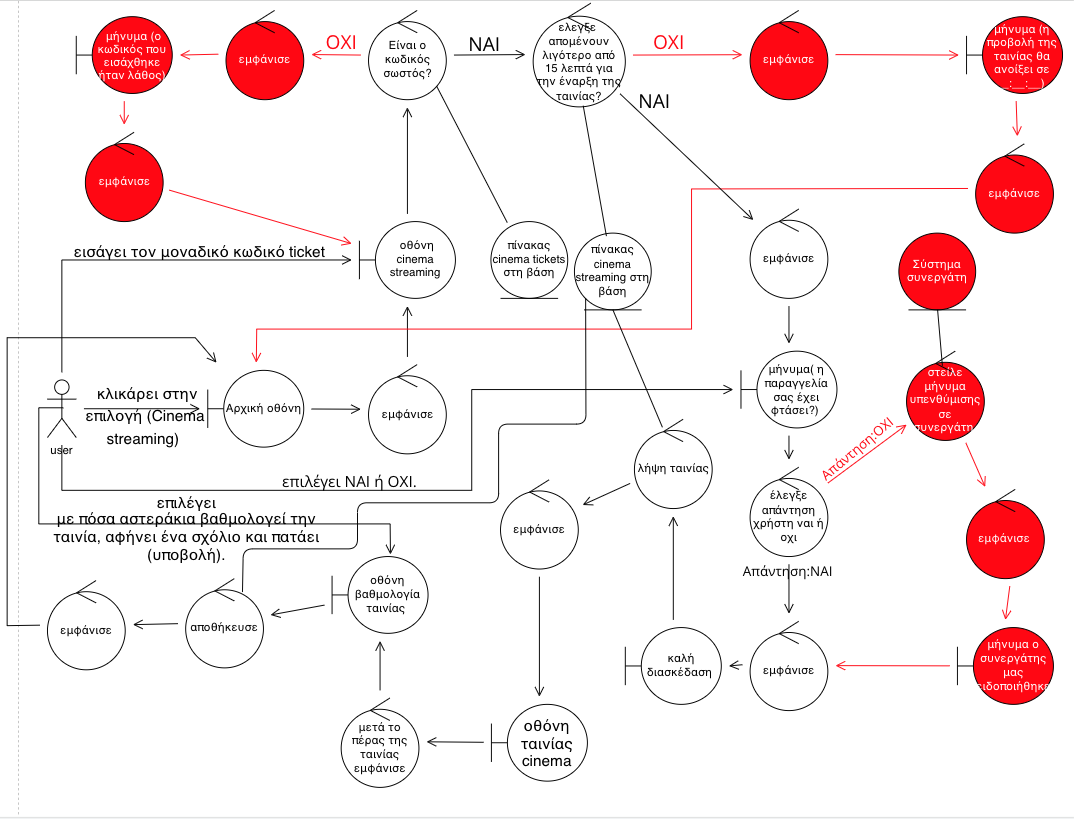 μήνυμα (ο
κωδικός που
εισάχθηκε
ήταν λάθος)
εμφάνισε
ΟΧΙ
Είναι ο
κωδικός
σωστός?
ΝΑΙ
έλεγξε
απομένουν
λιγότερο από
15 λεπτά για
την έναρξη της
ταινίας?
ΟΧΙ
εμφάνισε
μήνυμα (η
προβολή της
ταινίας θα
ανοίξει σε
__:__:__)
ΝΑΙ
εμφάνισε
εμφάνισε
εισάγει τον μοναδικό κωδικό ticket
οθόνη
cinema
streaming
πίνακας
cinema tickets
στη βάση
πίνακας
cinema
streaming στη
βάση
εμφάνισε
Σύστημα
συνεργάτη
κλικάρει στην
επιλογή (Cinema
streaming)
user
Αρχική οθόνη
εμφάνισε
μήνυμα( η
παραγγελία
σας έχει
φτάσει?)
στείλε
μήνυμα
υπενθύμισης
σε
συνεργάτη
Απάντηση:ΟΧΙ
λήψη ταινίας
επιλέγει ΝΑΙ ή ΟΧΙ.
έλεγξε
απάντηση
χρήστη ναι ή
οχι
εμφάνισε
εμφάνισε
επιλέγει
με πόσα αστεράκια βαθμολογεί την
ταινία, αφήνει ένα σχόλιο και πατάει
(υποβολή).
Απάντηση:ΝΑΙ
οθόνη
βαθμολογία
ταινίας
εμφάνισε
αποθήκευσε
καλή
διασκέδαση
εμφάνισε
μήνυμα ο
συνεργάτης
μας
ειδοποιήθηκε
μετά το
πέρας της
ταινίας
εμφάνισε
οθόνη
ταινίας
cinema